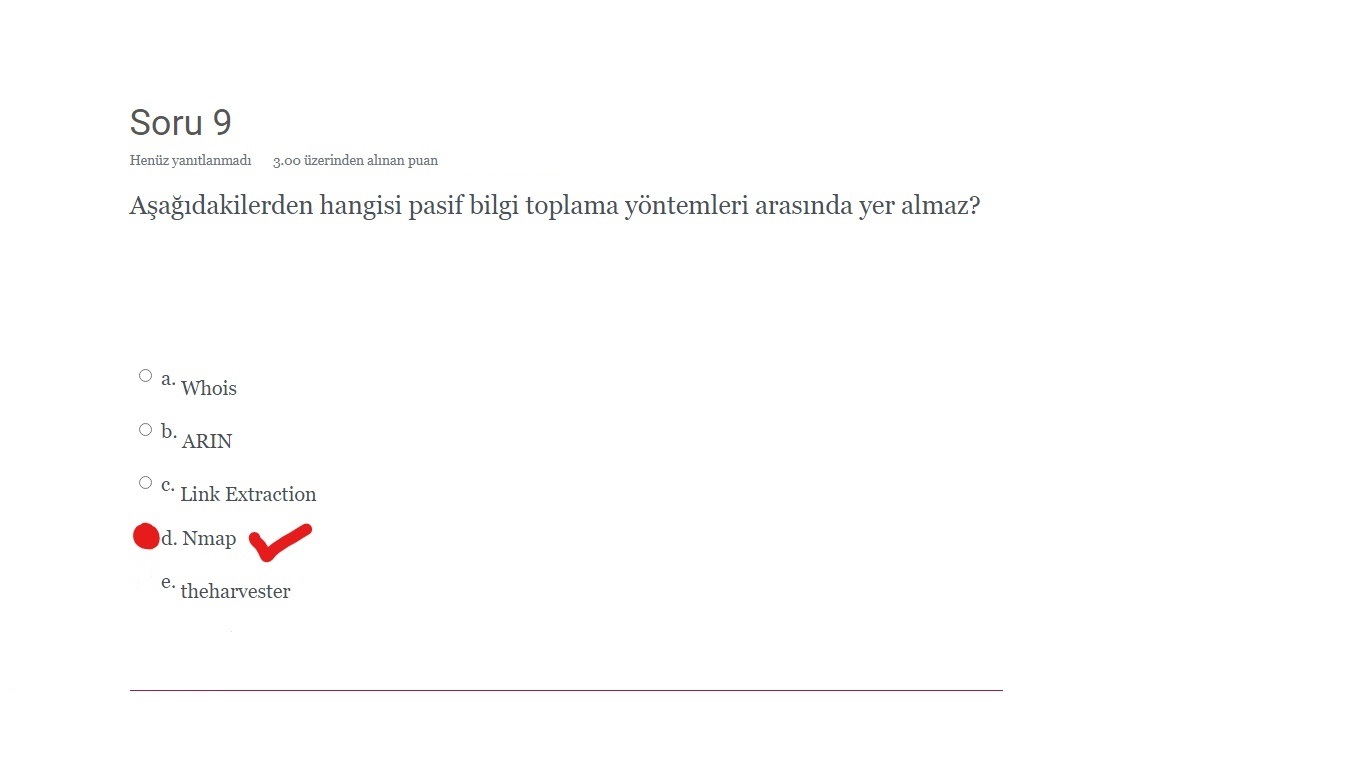 Soru 9
Henüz yanıtlanmadı 3.00 üzerinden alınan puan
Aşağıdakilerden hangisi pasif bilgi toplama yöntemleri arasında yer almaz?
a. Whois
b. ARIN
c. Link Extraction
d. Nmap
e. theharvester